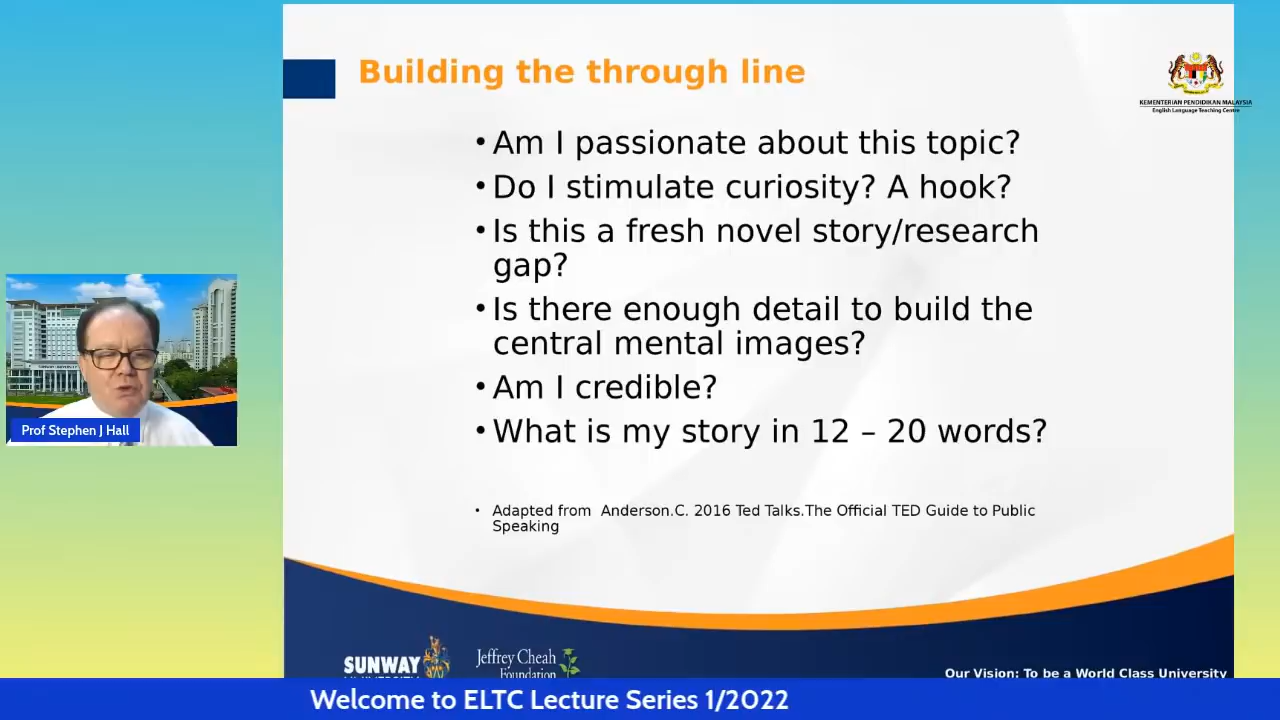 Building the through line
KEMENTERIAN PENDIDIKAN MALAYSIA
English Language Teaching Centre
• Am I passionate about this topic?
• Do I stimulate curiosity? A hook?
• Is this a fresh novel story/research
gap?
• Is there enough detail to build the
central mental images?
• Am I credible?
• What is my story in 12 – 20 words?
• Adapted from Anderson.C. 2016 Ted Talks.The Official TED Guide to Public
Speaking
Prof Stephen J Hall
SUNWAY
Jeffrey Cheah
Foundation
Our Vision: To be a World Class University
Welcome to ELTC Lecture Series 1/2022